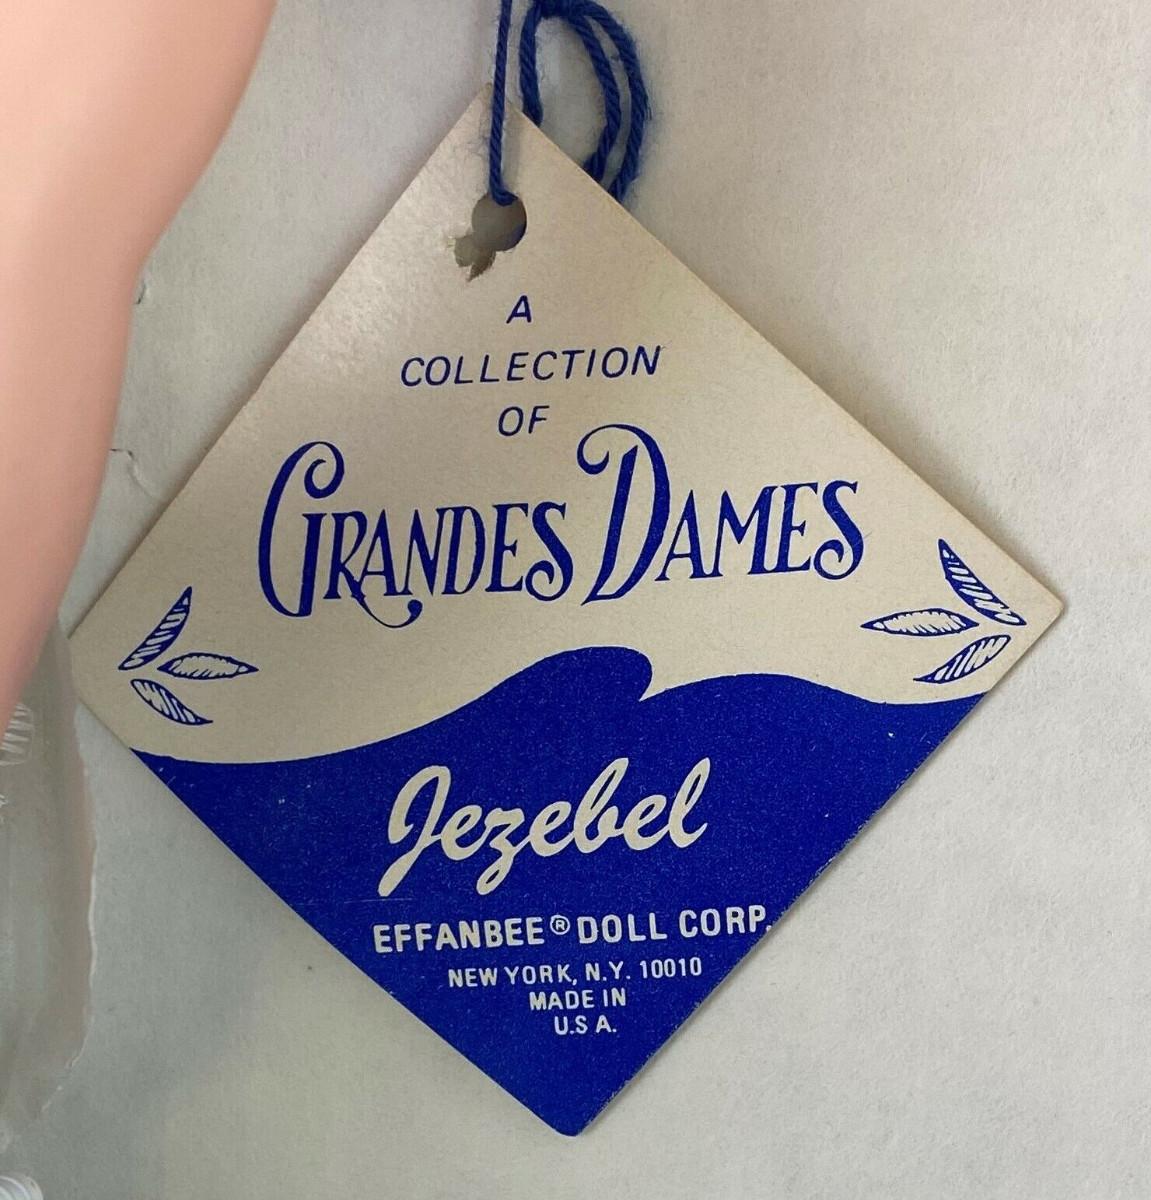 A
COLLECTION
OF
GRANDES DAMES
Jezebel
EFFANBEE® DOLL CORP.
NEW YORK, N.Y. 10010
MADE IN
U.S A.